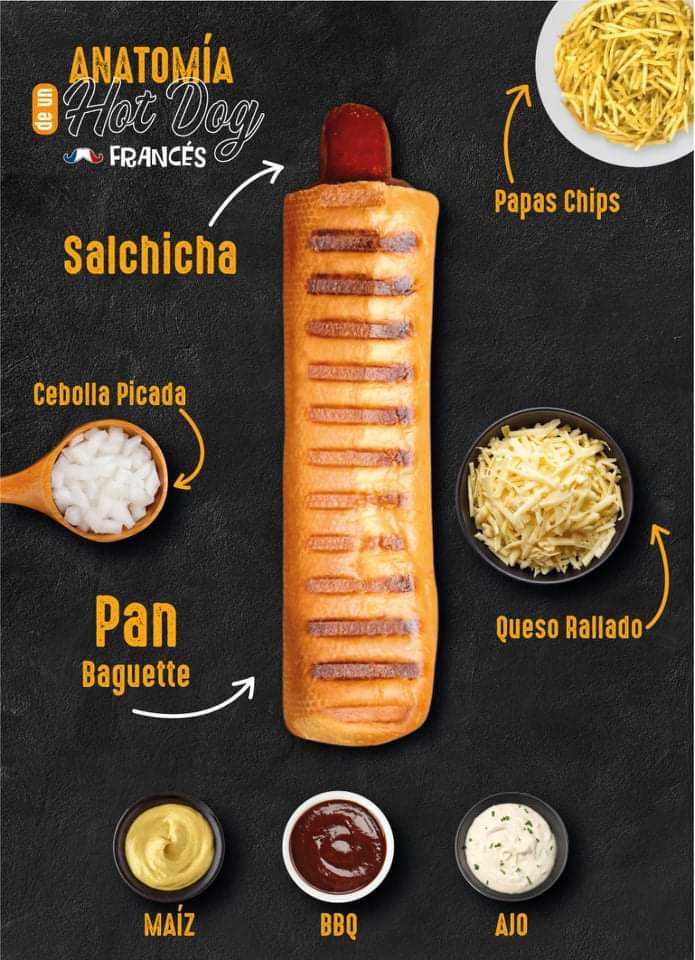 ANATOMÍA
de un
Hot Dog
FRANCÉS
Papas Chips
Salchicha
Cebolla Picada
Pan
Baguette
Queso Rallado
MAÍZ
BBQ
AJO